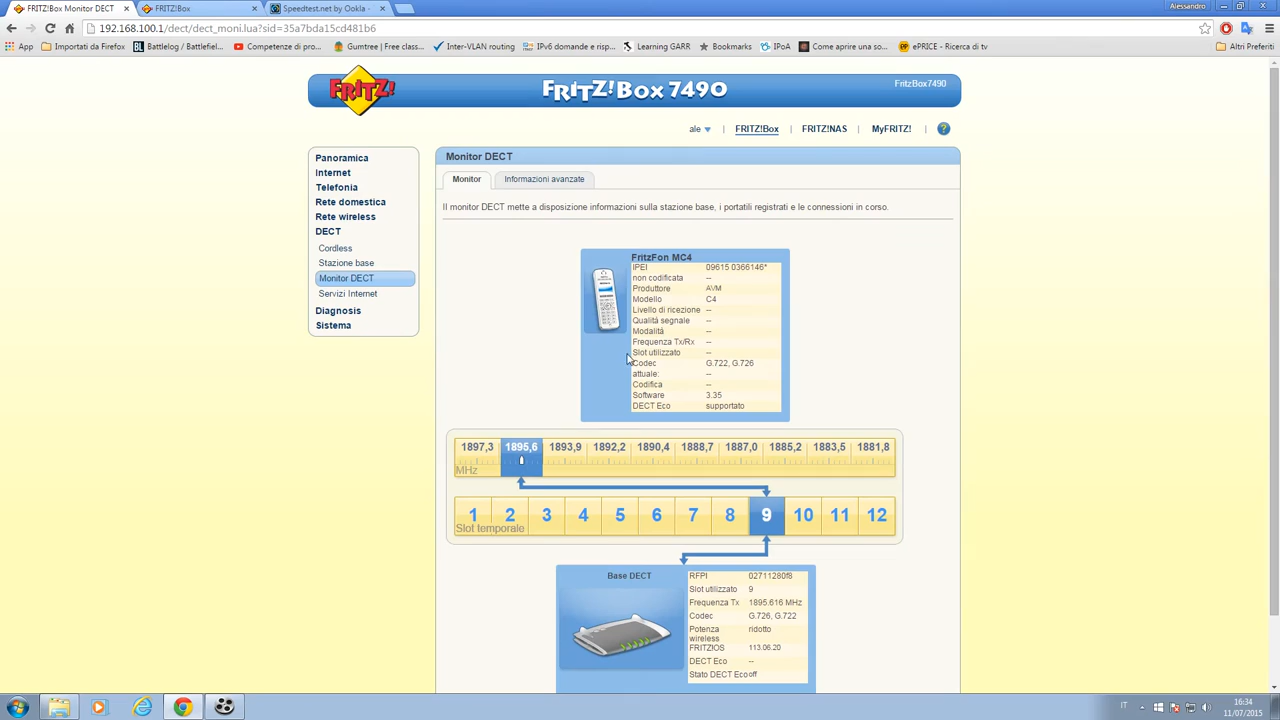 FRITZ!Box Monitor DECT
FRITZ!Box
Speedtest.net by Ookla -
Alessandro
192.168.100.1/dect/dect_moni.lua?sid=35a7bda15cd481b6
App
Importati da Firefox
Battlelog / Battlefiel...
Competenze di pro...
Gumtree | Free class...
Inter-VLAN routing
IPv6 domande e risp...
Learning GARR
Bookmarks
IPoA
Come aprire una so...
ePRICE - Ricerca di tv
Altri Preferiti
FRITZ!
FRITZ!Box 7490
FritzBox7490
ale
FRITZ!Box
FRITZ!NAS
MyFRITZ!
?
Panoramica
Internet
Telefonia
Rete domestica
Rete wireless
DECT
Cordless
Stazione base
Monitor DECT
Servizi Internet
Diagnosis
Sistema
Monitor DECT
Monitor
Informazioni avanzate
Il monitor DECT mette a disposizione informazioni sulla stazione base, i portatili registrati e le connessioni in corso.
FritzFon MC4
IPEI 09615 0366146*
non codificata --
Produttore AVM
Modello C4
Livello di ricezione --
Qualità segnale --
Modalità --
Frequenza Tx/Rx --
Slot utilizzato --
Codec G.722, G.726
attuale: --
Codifica --
Software 3.35
DECT Eco supportato
1897,3 1895,6 1893,9 1892,2 1890,4 1888,7 1887,0 1885,2 1883,5 1881,8
MHz
1 2 3 4 5 6 7 8 9 10 11 12
Slot temporale
Base DECT
RFPI 02711280f8
Slot utilizzato 9
Frequenza Tx 1895.616 MHz
Codec G.726, G.722
Potenza wireless ridotto
FRITZ!OS 113.06.20
DECT Eco --
Stato DECT Eco off
IT
16:34
11/07/2015